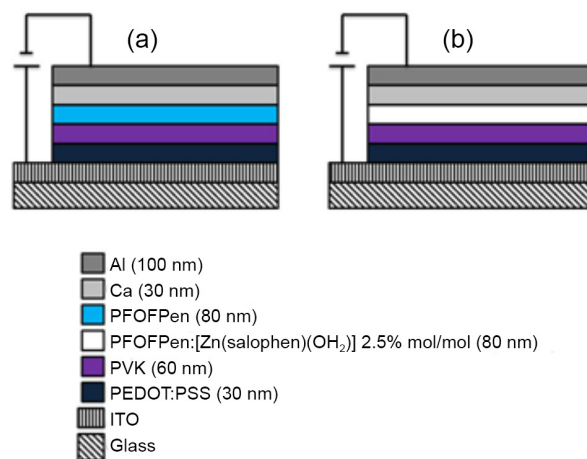 (a) (b)
Al (100 nm)
Ca (30 nm)
PFOFPen (80 nm)
PFOFPen:[Zn(salophen)(OH₂)] 2.5% mol/mol (80 nm)
PVK (60 nm)
PEDOT:PSS (30 nm)
ITO
Glass